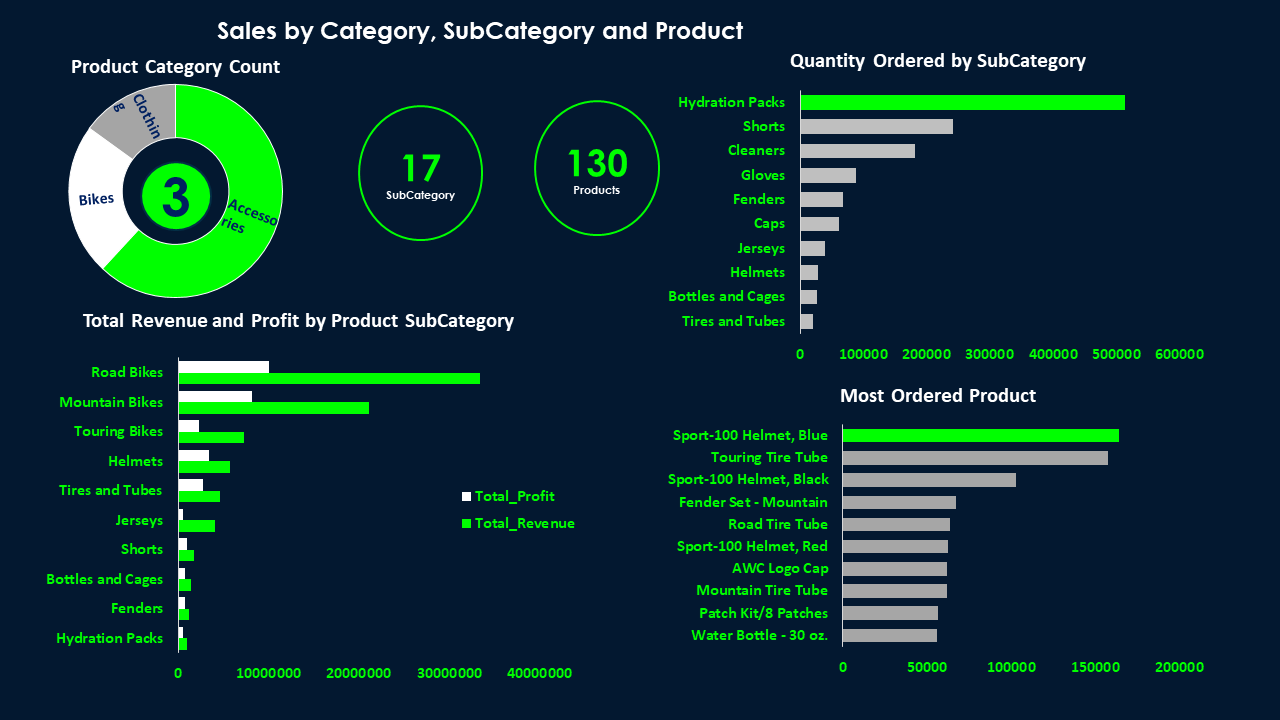 Sales by Category, SubCategory and Product
Product Category Count
Clothin
g
Bikes
3
Accesso
ries
17
SubCategory
130
Products
Quantity Ordered by SubCategory
Hydration Packs
Shorts
Cleaners
Gloves
Fenders
Caps
Jerseys
Helmets
Bottles and Cages
Tires and Tubes
0 100000 200000 300000 400000 500000 600000
Total Revenue and Profit by Product SubCategory
Road Bikes
Mountain Bikes
Touring Bikes
Helmets
Tires and Tubes
Jerseys
Shorts
Bottles and Cages
Fenders
Hydration Packs
0 10000000 20000000 30000000 40000000
Total_Profit
Total_Revenue
Most Ordered Product
Sport-100 Helmet, Blue
Touring Tire Tube
Sport-100 Helmet, Black
Fender Set - Mountain
Road Tire Tube
Sport-100 Helmet, Red
AWC Logo Cap
Mountain Tire Tube
Patch Kit/8 Patches
Water Bottle - 30 oz.
0 50000 100000 150000 200000